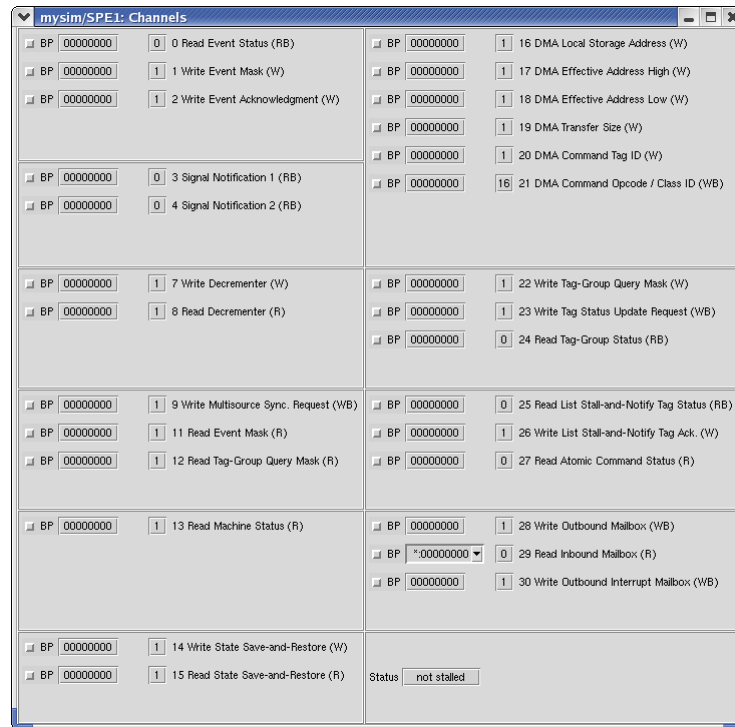 mysim/SPE1: Channels
BP 00000000 0 0 Read Event Status (RB)
BP 00000000 1 1 Write Event Mask (W)
BP 00000000 1 2 Write Event Acknowledgment (W)
BP 00000000 0 3 Signal Notification 1 (RB)
BP 00000000 0 4 Signal Notification 2 (RB)
BP 00000000 1 7 Write Decrementer (W)
BP 00000000 1 8 Read Decrementer (R)
BP 00000000 1 9 Write Multisource Sync. Request (WB)
BP 00000000 1 11 Read Event Mask (R)
BP 00000000 1 12 Read Tag-Group Query Mask (R)
BP 00000000 1 13 Read Machine Status (R)
BP 00000000 1 14 Write State Save-and-Restore (W)
BP 00000000 1 15 Read State Save-and-Restore (R)
BP 00000000 1 16 DMA Local Storage Address (W)
BP 00000000 1 17 DMA Effective Address High (W)
BP 00000000 1 18 DMA Effective Address Low (W)
BP 00000000 1 19 DMA Transfer Size (W)
BP 00000000 1 20 DMA Command Tag ID (W)
BP 00000000 16 21 DMA Command Opcode / Class ID (WB)
BP 00000000 1 22 Write Tag-Group Query Mask (W)
BP 00000000 1 23 Write Tag Status Update Request (WB)
BP 00000000 0 24 Read Tag-Group Status (RB)
BP 00000000 0 25 Read List Stall-and-Notify Tag Status (RB)
BP 00000000 1 26 Write List Stall-and-Notify Tag Ack. (W)
BP 00000000 0 27 Read Atomic Command Status (R)
BP 00000000 1 28 Write Outbound Mailbox (WB)
BP *:00000000 0 29 Read Inbound Mailbox (R)
BP 00000000 1 30 Write Outbound Interrupt Mailbox (WB)
Status not stalled